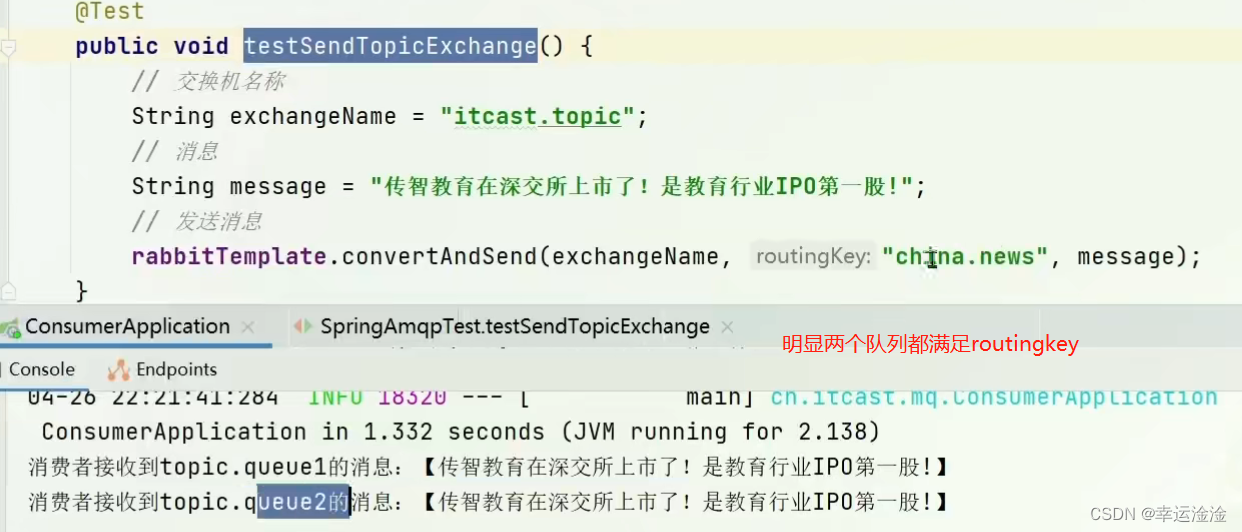 @Test
public void testSendTopicExchange() {
// 交换机名称
String exchangeName = "itcast.topic";
// 消息
String message = "传智教育在深交所上市了！是教育行业IPO第一股!";
// 发送消息
rabbitTemplate.convertAndSend(exchangeName, routingKey: "china.news", message);
}
ConsumerApplication SpringAmqpTest.testSendTopicExchange
明显两个队列都满足routingkey
Console Endpoints
04-26 22:21:41:284 INFO 18320 --- [ main] cn.itcast.mq.ConsumerApplication
ConsumerApplication in 1.332 seconds (JVM running for 2.138)
消费者接收到topic.queue1的消息：【传智教育在深交所上市了！是教育行业IPO第一股!】
消费者接收到topic.queue2的消息：【传智教育在深交所上市了！是教育行业IPO第一股!】
CSDN @幸运淦淦